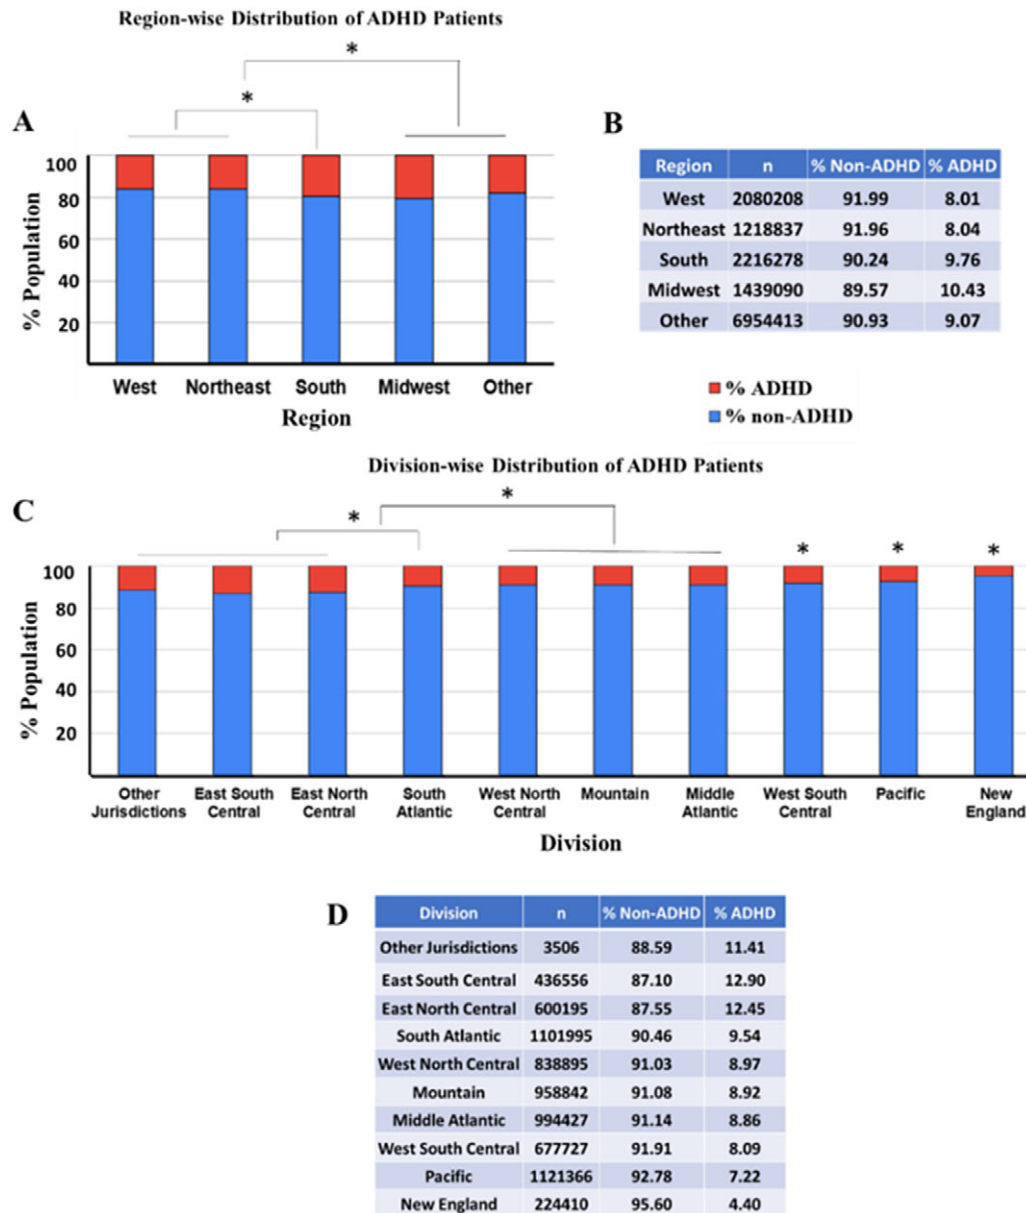 Region-wise Distribution of ADHD Patients
*
*
A
B
100
80
60
40
20
% Population
West Northeast South Midwest Other
Region
Region n % Non-ADHD % ADHD
West 2080208 91.99 8.01
Northeast 1218837 91.96 8.04
South 2216278 90.24 9.76
Midwest 1439090 89.57 10.43
Other 6954413 90.93 9.07
% ADHD
% non-ADHD
Division-wise Distribution of ADHD Patients
C
*
*
* * *
100
80
60
40
20
% Population
Other East South East North South West North Mountain Middle West South Pacific New
Jurisdictions Central Central Atlantic Central Atlantic Central England
Division
D
Division n % Non-ADHD % ADHD
Other Jurisdictions 3506 88.59 11.41
East South Central 436556 87.10 12.90
East North Central 600195 87.55 12.45
South Atlantic 1101995 90.46 9.54
West North Central 838895 91.03 8.97
Mountain 958842 91.08 8.92
Middle Atlantic 994427 91.14 8.86
West South Central 677727 91.91 8.09
Pacific 1121366 92.78 7.22
New England 224410 95.60 4.40